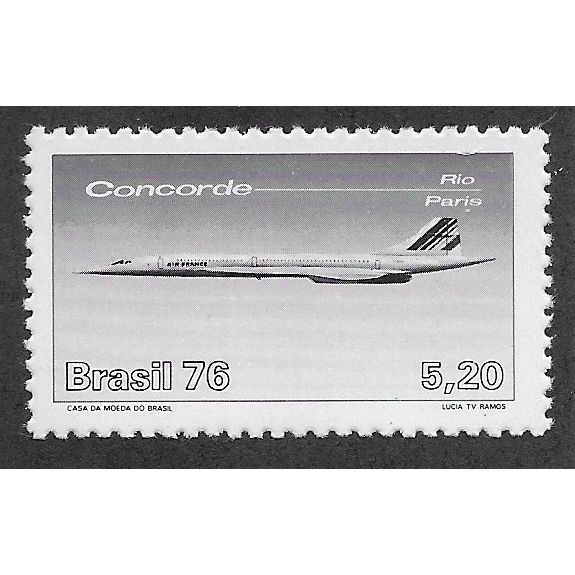 Concorde Rio
Paris
AIR FRANCE
Brasil 76 5,20
CASA DA MOEDA DO BRASIL LUCIA TV RAMOS